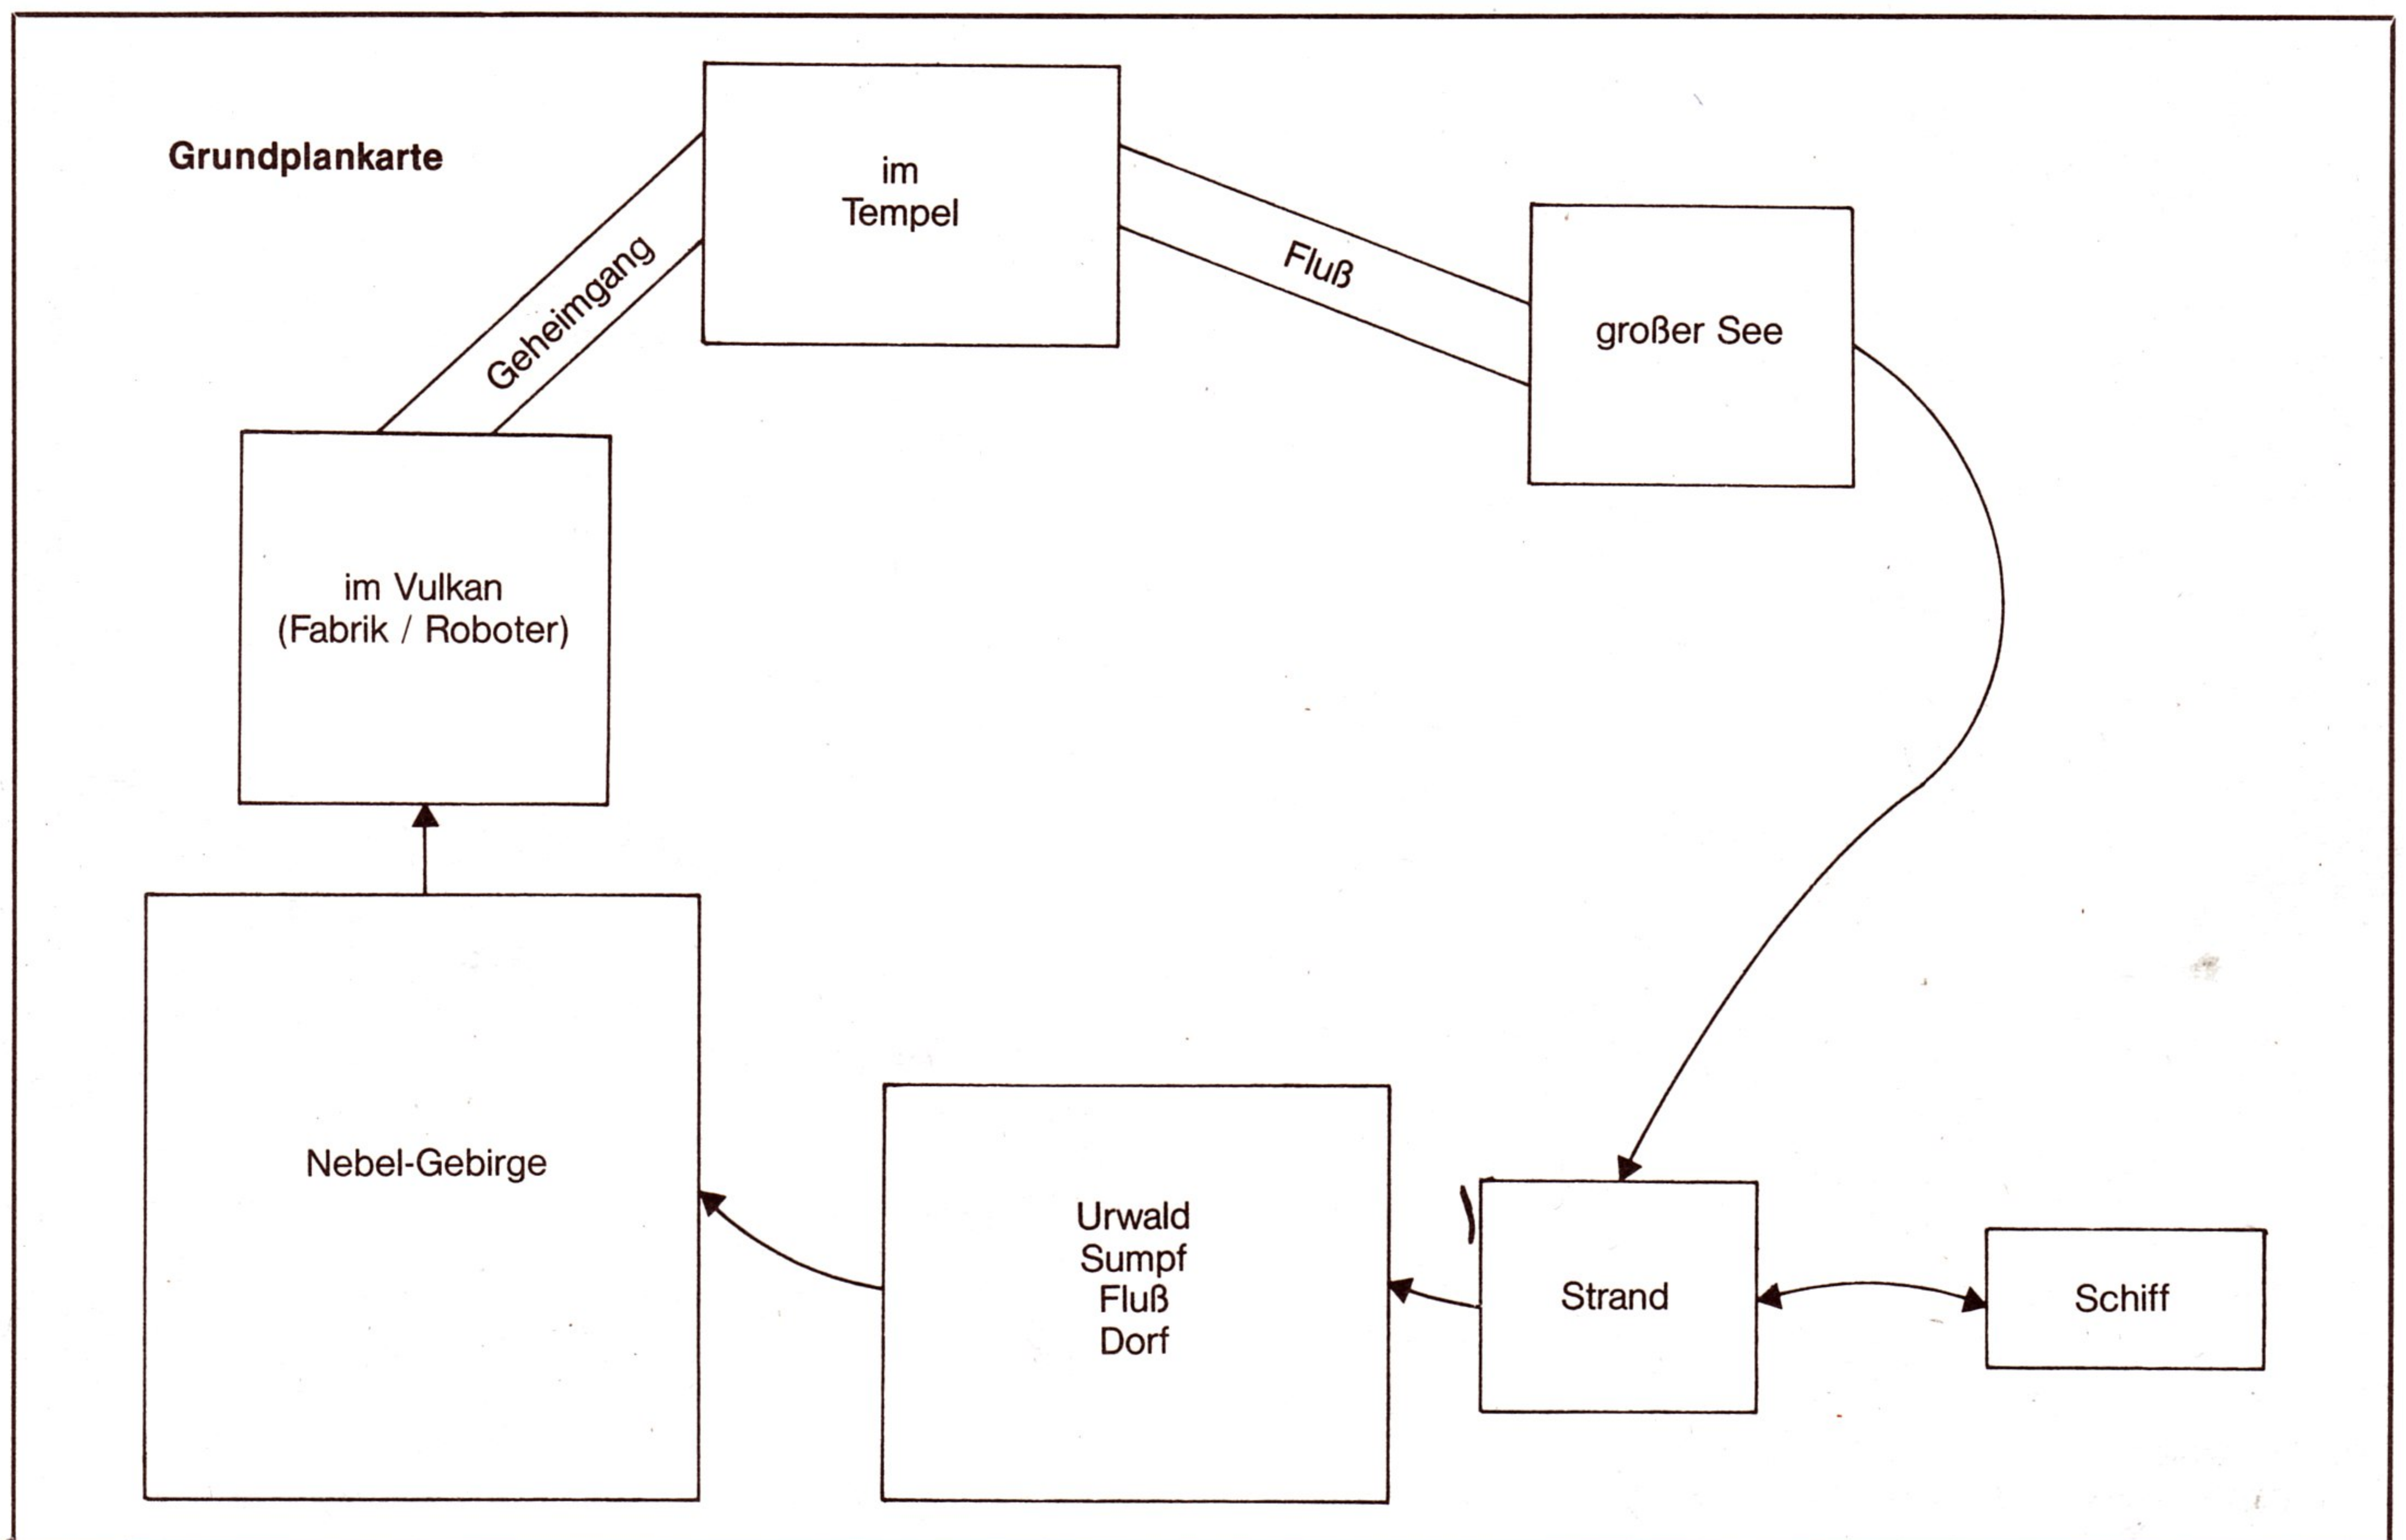 Grundplankarte
im
Tempel
Geheimgang
Fluß
großer See
im Vulkan
(Fabrik / Roboter)
Nebel-Gebirge
Urwald
Sumpf
Fluß
Dorf
Strand
Schiff